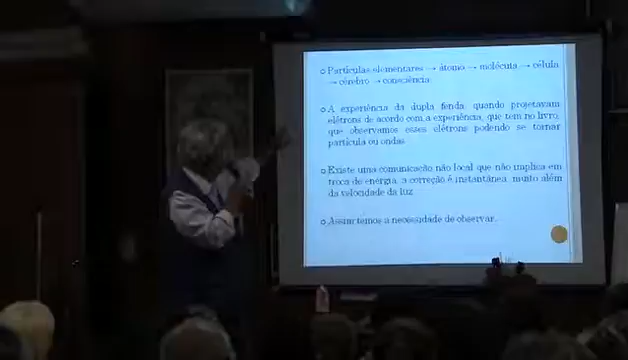 Partículas elementares → átomo → molécula → célula
→ cérebro → consciência
A experiência da dupla fenda, quando projetavam
elétrons de acordo com a experiência, que tem no livro,
que observamos esses elétrons podendo se tornar
partícula ou ondas
Existe uma comunicação não local que não implica em
troca de energia, a correção é instantânea, muito além
da velocidade da luz
Assim temos a necessidade de observar.